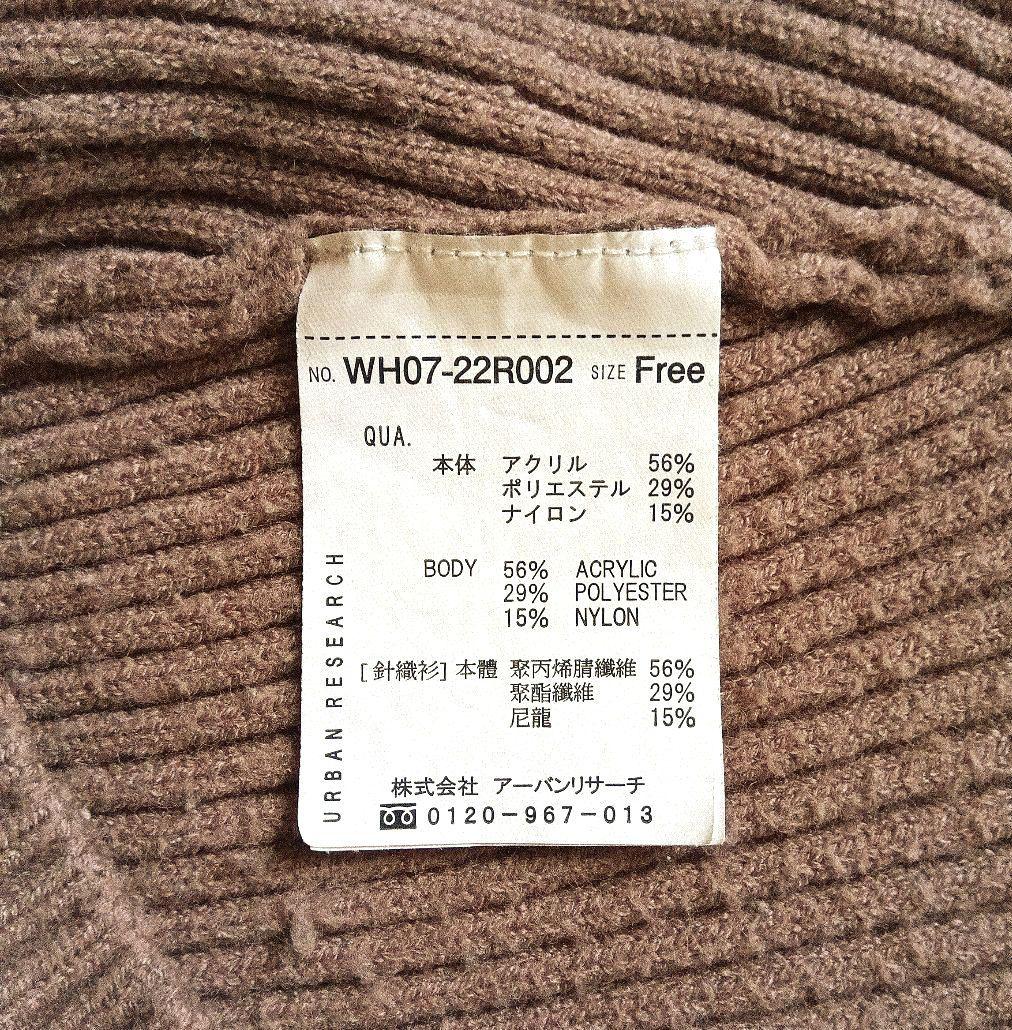 NO. WH07-22R002 SIZE Free
QUA.
本体 アクリル 56%
ポリエステル 29%
ナイロン 15%
BODY 56% ACRYLIC
29% POLYESTER
15% NYLON
[針織衫] 本體 聚丙烯腈纖維 56%
聚酯纖維 29%
尼龍 15%
URBAN RESEARCH
株式会社 アーバンリサーチ
0120-967-013